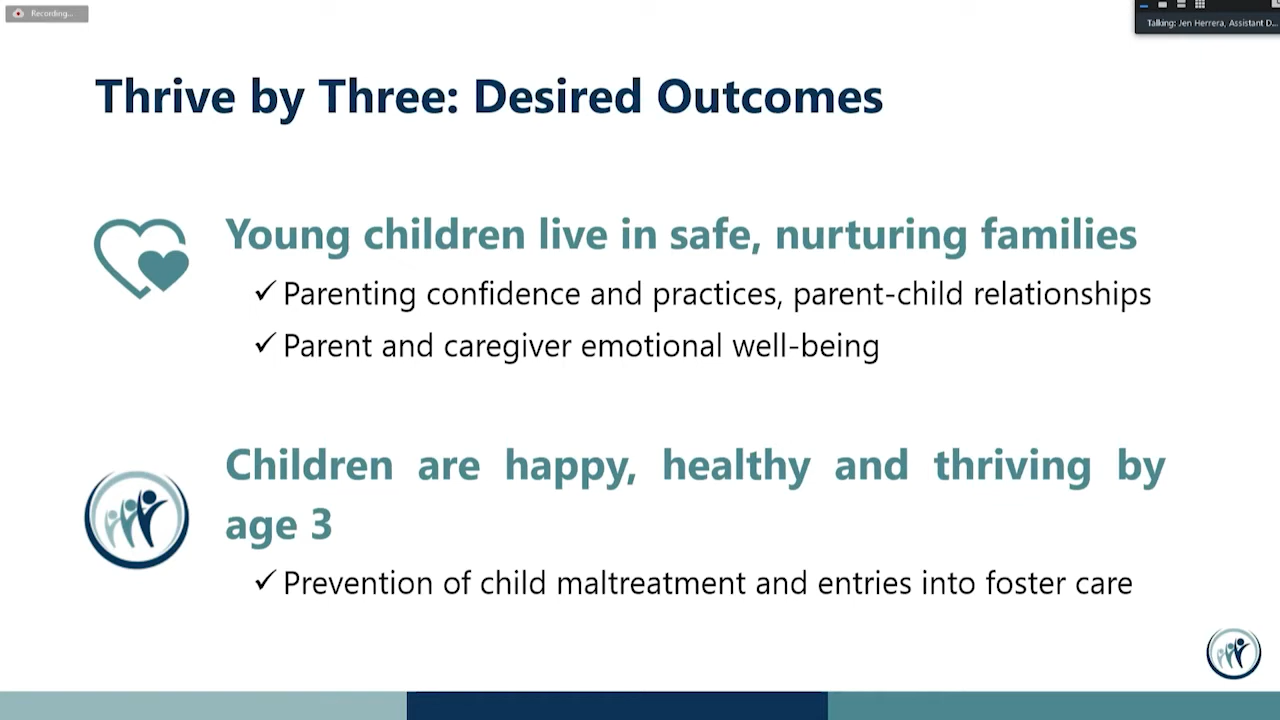 Recording...
Talking: Jen Herrera, Assistant D...
Thrive by Three: Desired Outcomes
Young children live in safe, nurturing families
✓ Parenting confidence and practices, parent-child relationships
✓ Parent and caregiver emotional well-being
Children are happy, healthy and thriving by
age 3
✓ Prevention of child maltreatment and entries into foster care